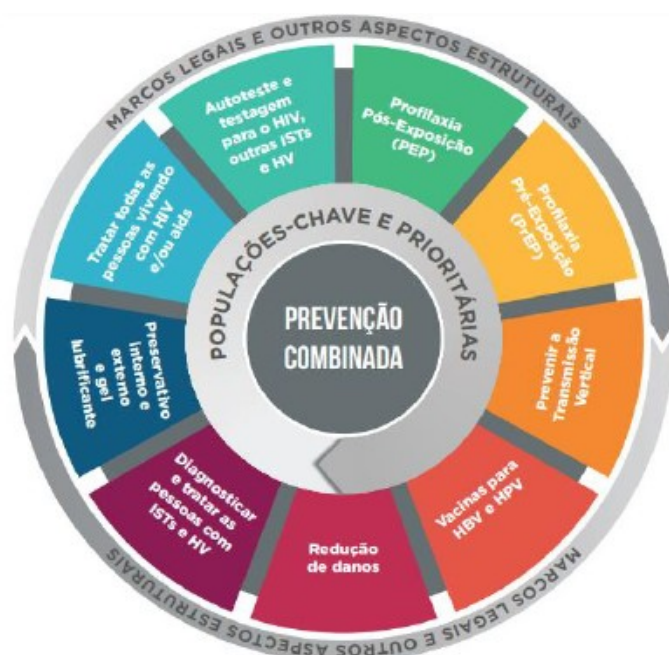 MARCOS LEGAIS E OUTROS ASPECTOS ESTRUTURAIS
Autoteste e
testagem
para o HIV,
outras ISTs
e HV
Profilaxia
Pós-Exposição
(PEP)
Profilaxia
Pré-Exposição
(PrEP)
Prevenir a
Transmissão
Vertical
Vacinas para
HBV e HPV
Redução
de danos
Diagnosticar
e tratar as
pessoas com
ISTs e HV
Preservativo
interno e
externo
e gel
lubrificante
Tratar todas as
pessoas vivendo
com HIV
e/ou aids
POPULAÇÕES-CHAVE E PRIORITÁRIAS
PREVENÇÃO
COMBINADA
MARCOS LEGAIS E OUTROS ASPECTOS ESTRUTURAIS